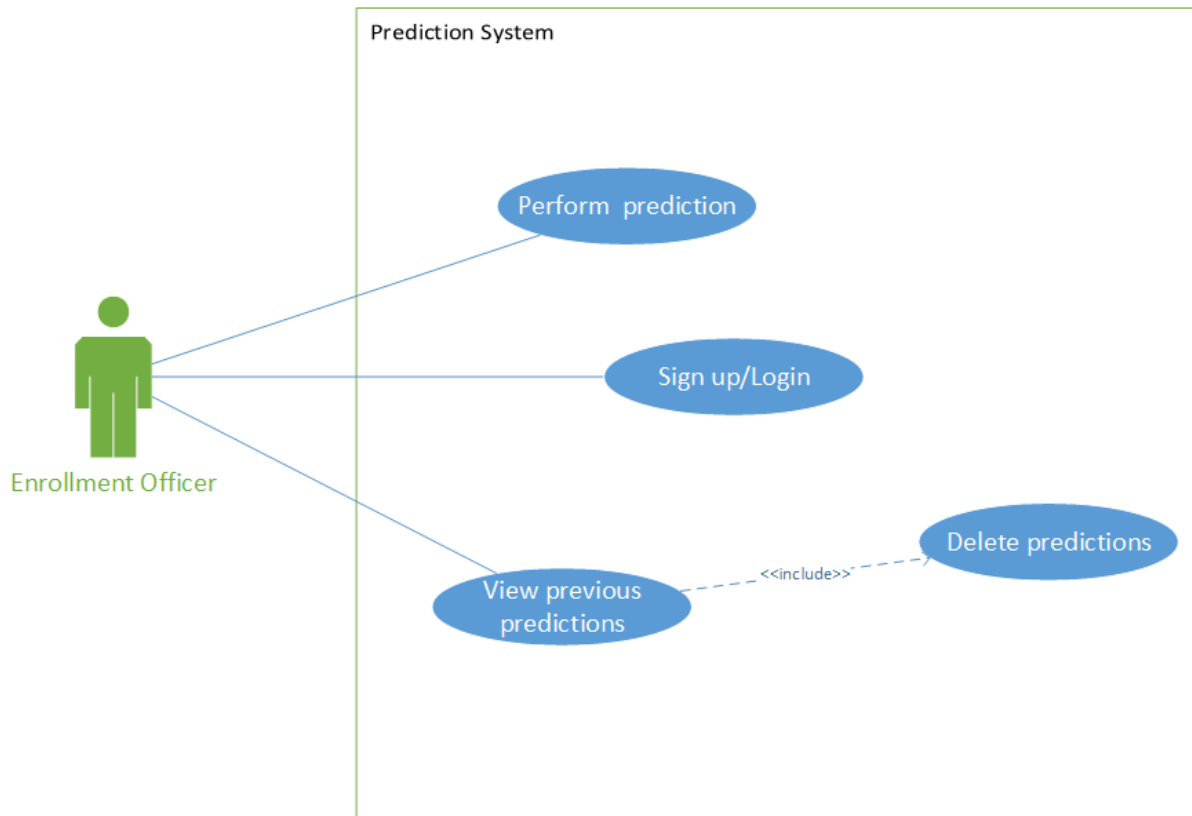 Prediction System
Perform prediction
Sign up/Login
Enrollment Officer
Delete predictions
<<include>>
View previous
predictions